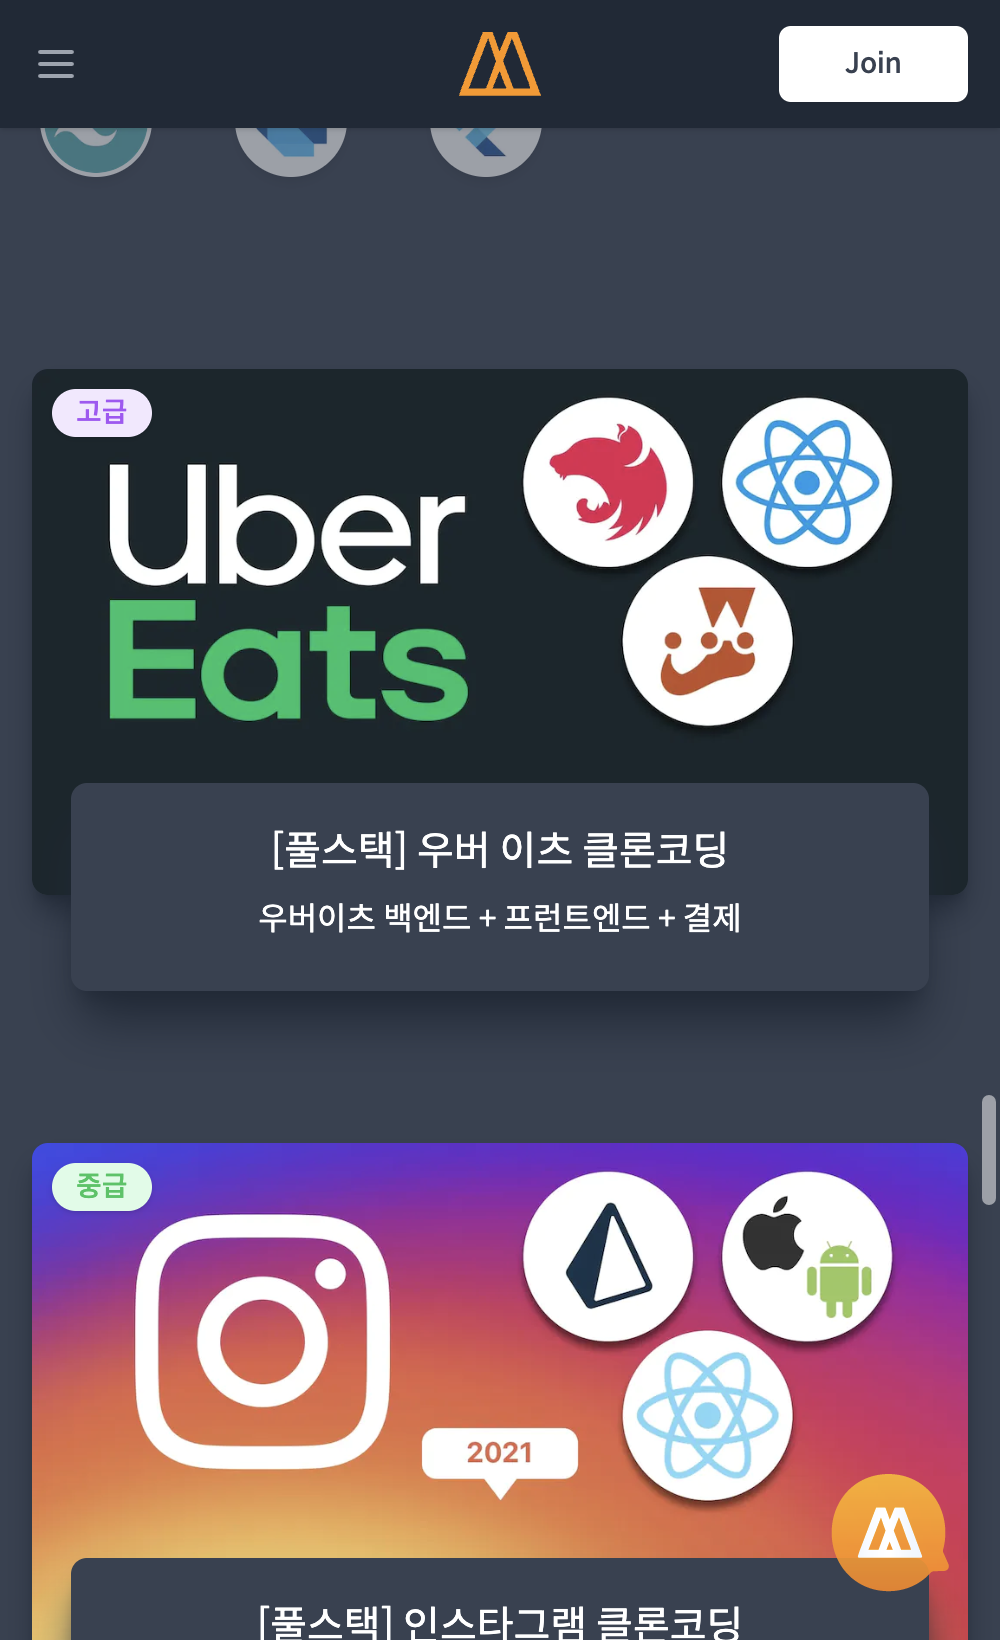 Join
고급
Uber
Eats
[풀스택] 우버 이츠 클론코딩
우버이츠 백엔드 + 프런트엔드 + 결제
중급
2021
[풀스택] 인스타그램 클론코딩